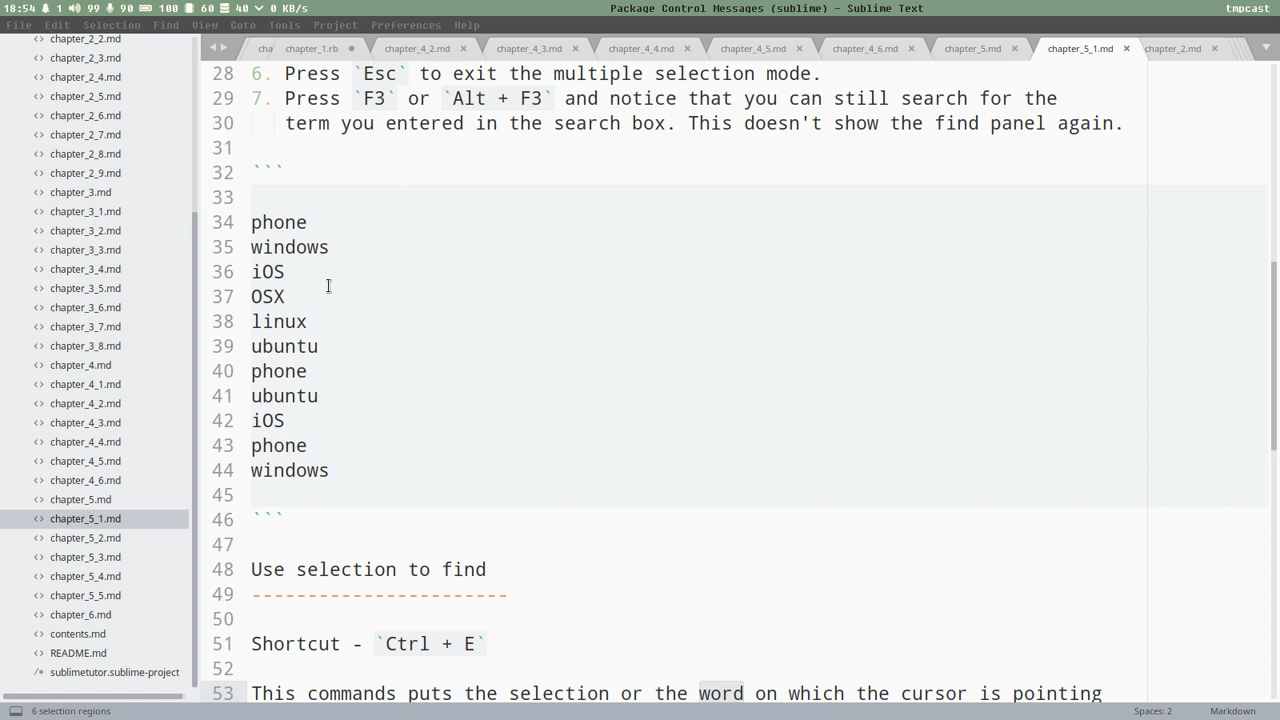 18:54 1 99 90 100 60 40 0 KB/s Package Control Messages (sublime) - Sublime Text tmpcast
File Edit Selection Find View Goto Tools Project Preferences Help
cha chapter_1.rb chapter_4_2.md chapter_4_3.md chapter_4_4.md chapter_4_5.md chapter_4_6.md chapter_5.md chapter_5_1.md chapter_2.md
chapter_2_2.md
chapter_2_3.md
chapter_2_4.md
chapter_2_5.md
chapter_2_6.md
chapter_2_7.md
chapter_2_8.md
chapter_2_9.md
chapter_3.md
chapter_3_1.md
chapter_3_2.md
chapter_3_3.md
chapter_3_4.md
chapter_3_5.md
chapter_3_6.md
chapter_3_7.md
chapter_3_8.md
chapter_4.md
chapter_4_1.md
chapter_4_2.md
chapter_4_3.md
chapter_4_4.md
chapter_4_5.md
chapter_4_6.md
chapter_5.md
chapter_5_1.md
chapter_5_2.md
chapter_5_3.md
chapter_5_4.md
chapter_5_5.md
chapter_6.md
contents.md
README.md
sublimetutor.sublime-project
28 6. Press `Esc` to exit the multiple selection mode.
29 7. Press `F3` or `Alt + F3` and notice that you can still search for the
30 term you entered in the search box. This doesn't show the find panel again.
31
32 ```
33
34 phone
35 windows
36 iOS
37 OSX
38 linux
39 ubuntu
40 phone
41 ubuntu
42 iOS
43 phone
44 windows
45
46 ```
47
48 Use selection to find
49 -----------------------
50
51 Shortcut - `Ctrl + E`
52
53 This commands puts the selection or the word on which the cursor is pointing
6 selection regions Spaces: 2 Markdown